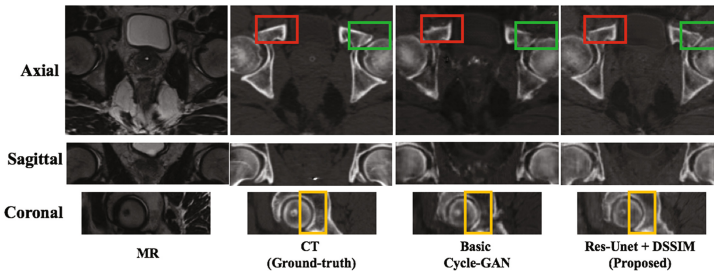 Axial
Sagittal
Coronal
MR
CT
(Ground-truth)
Basic
Cycle-GAN
Res-Unet + DSSIM
(Proposed)